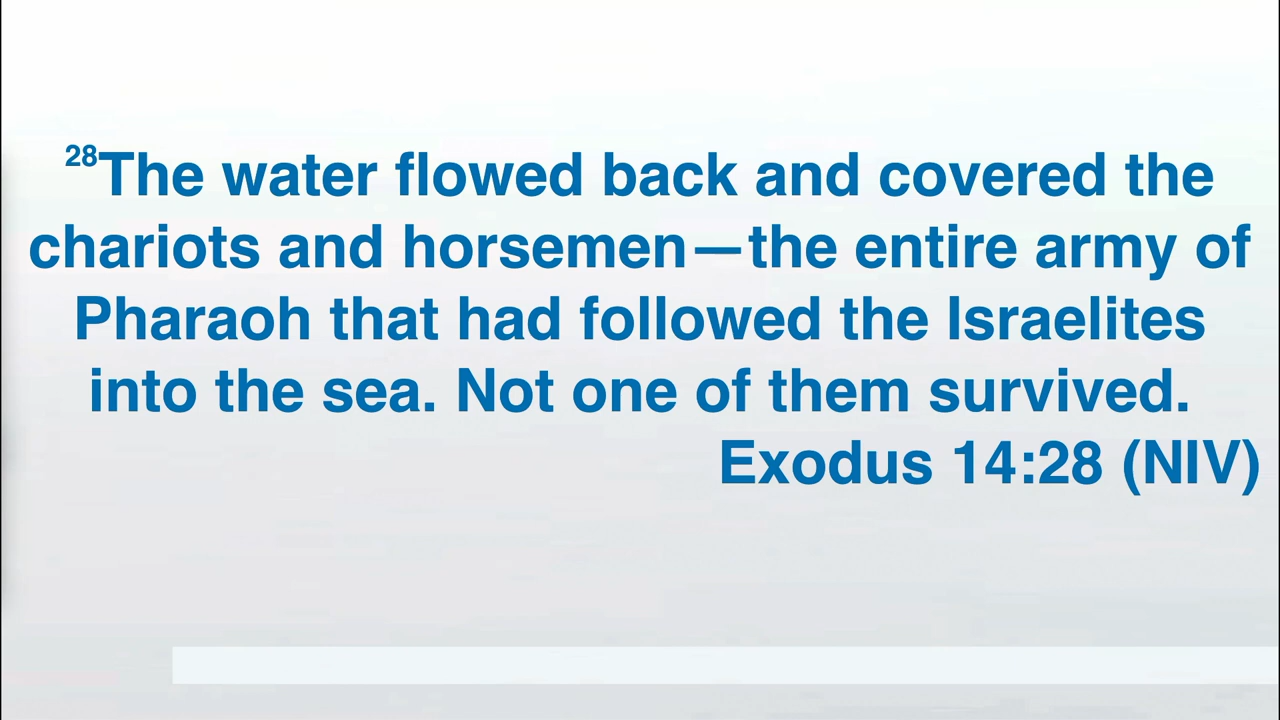 28The water flowed back and covered the
chariots and horsemen—the entire army of
Pharaoh that had followed the Israelites
into the sea. Not one of them survived.
Exodus 14:28 (NIV)